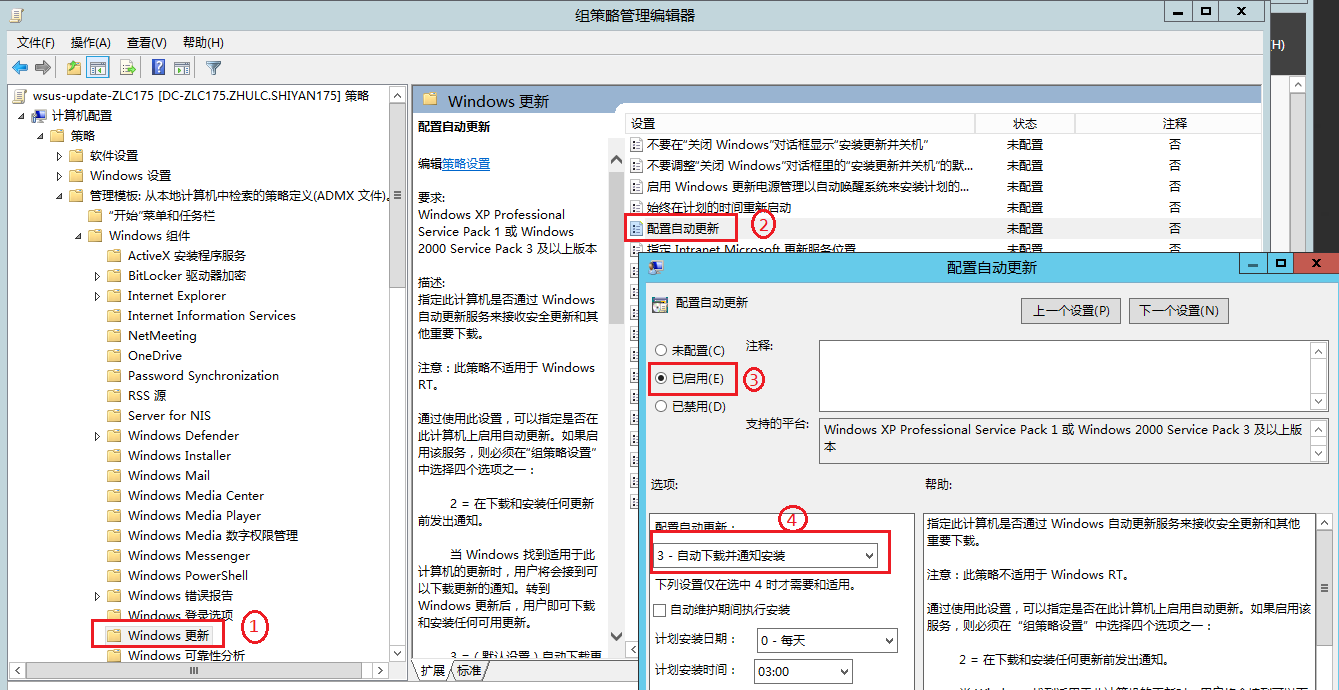 组策略管理编辑器
文件(F) 操作(A) 查看(V) 帮助(H)
(H)
wsus-update-ZLC175 [DC-ZLC175.ZHULC.SHIYAN175] 策略
计算机配置
策略
软件设置
Windows 设置
管理模板: 从本地计算机中检索的策略定义(ADMX 文件)。
"开始"菜单和任务栏
Windows 组件
ActiveX 安装程序服务
BitLocker 驱动器加密
Internet Explorer
Internet Information Services
NetMeeting
OneDrive
Password Synchronization
RSS 源
Server for NIS
Windows Defender
Windows Installer
Windows Mail
Windows Media Center
Windows Media Player
Windows Media 数字权限管理
Windows Messenger
Windows PowerShell
Windows 错误报告
Windows 登录选项
Windows 更新
1
Windows 可靠性分析
Windows 更新
配置自动更新
编辑策略设置
要求:
Windows XP Professional
Service Pack 1 或 Windows
2000 Service Pack 3 及以上版本
描述:
指定此计算机是否通过 Windows
自动更新服务来接收安全更新和其
他重要下载。
注意：此策略不适用于 Windows
RT。
通过使用此设置，可以指定是否在
此计算机上启用自动更新。如果启
用该服务，则必须在"组策略设置"
中选择四个选项之一：
2 = 在下载和安装任何更新
前发出通知。
当 Windows 找到适用于此
计算机的更新时，用户将会接到可
以下载更新的通知。转到
Windows 更新后，用户即可下载
和安装任何可用更新。
3 = (默认设置) 自动下载更
扩展 标准
设置 状态 注释
不要在"关闭 Windows"对话框显示"安装更新并关机" 未配置 否
不要调整"关闭 Windows"对话框里的"安装更新并关机"的默... 未配置 否
启用 Windows 更新电源管理以自动唤醒系统来安装计划的... 未配置 否
始终在计划的时间重新启动 未配置 否
配置自动更新 2 未配置 否
指定 Intranet Microsoft 更新服务位置 未配置 否
配置自动更新
配置自动更新
上一个设置(P) 下一个设置(N)
未配置(C) 注释:
已启用(E) 3
已禁用(D)
支持的平台:
Windows XP Professional Service Pack 1 或 Windows 2000 Service Pack 3 及以上版
本
选项: 帮助:
配置自动更新：
4
3 - 自动下载并通知安装
下列设置仅在选中 4 时才需要和适用。
自动维护期间执行安装
计划安装日期： 0 - 每天
计划安装时间： 03:00
指定此计算机是否通过 Windows 自动更新服务来接收安全更新和其他
重要下载。
注意：此策略不适用于 Windows RT。
通过使用此设置，可以指定是否在此计算机上启用自动更新。如果启用该
服务，则必须在 "组策略设置" 中选择四个选项之一：
2 = 在下载和安装任何更新前发出通知。